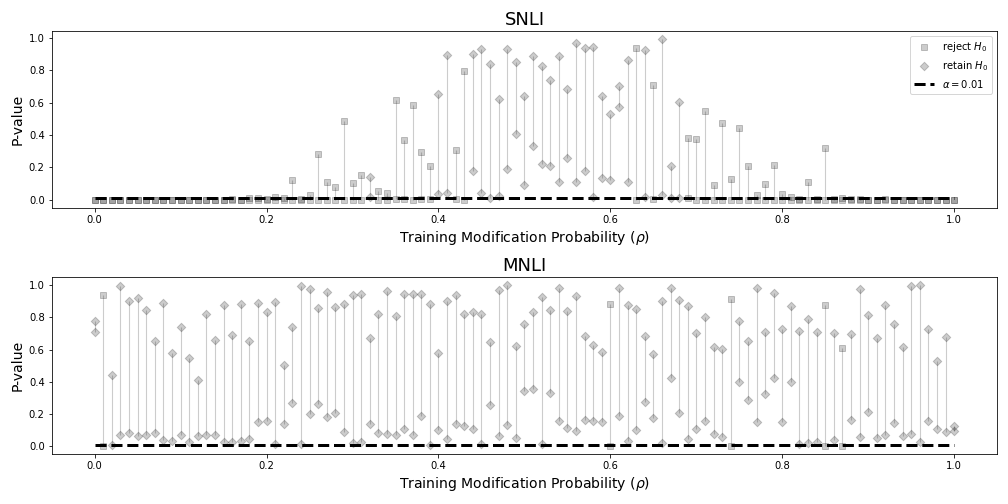 SNLI
1.0
0.8
0.6
0.4
0.2
0.0
P-value
reject H₀
retain H₀
α = 0.01
0.0 0.2 0.4 0.6 0.8 1.0
Training Modification Probability (ρ)
MNLI
1.0
0.8
0.6
0.4
0.2
0.0
P-value
0.0 0.2 0.4 0.6 0.8 1.0
Training Modification Probability (ρ)